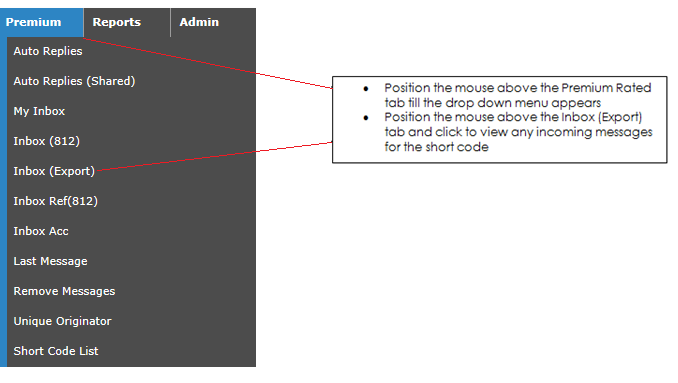 Premium Reports Admin
Auto Replies
Auto Replies (Shared)
My Inbox
Inbox (812)
Inbox (Export)
Inbox Ref(812)
Inbox Acc
Last Message
Remove Messages
Unique Originator
Short Code List
• Position the mouse above the Premium Rated
tab till the drop down menu appears
• Position the mouse above the Inbox (Export)
tab and click to view any incoming messages
for the short code